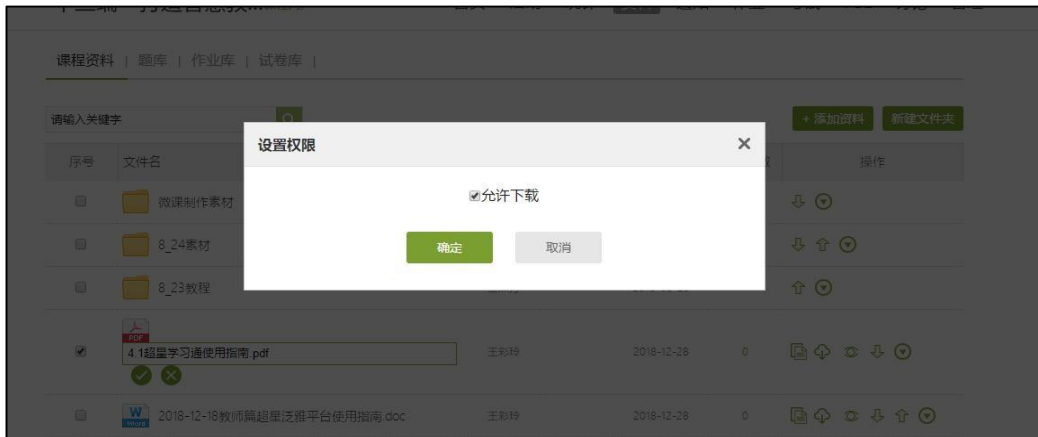 课程资料 | 题库 | 作业库 | 试卷库 |
请输入关键字
+ 添加资料 新建文件夹
设置权限
序号 文件名 操作
允许下载
微课制作素材
确定 取消
8_24素材
8_23教程
PDF
4.1超星学习通使用指南.pdf 王彩玲 2018-12-28 0
2018-12-18教师篇超星泛雅平台使用指南.doc 王彩玲 2018-12-28 0